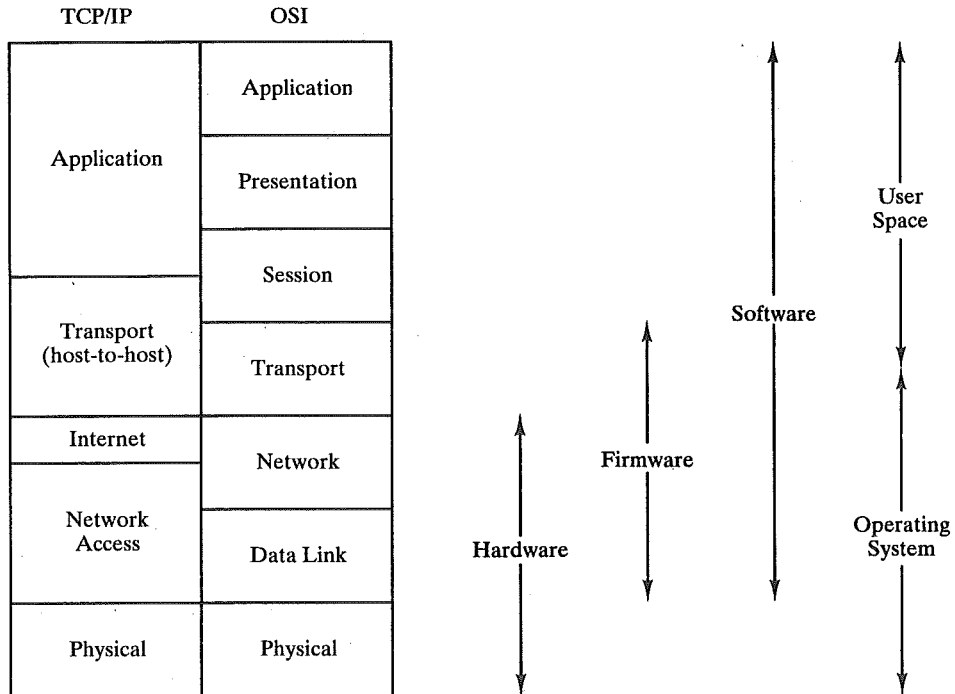 TCP/IP
OSI
Application
Transport
(host-to-host)
Internet
Network
Access
Physical
Application
Presentation
Session
Transport
Network
Data Link
Physical
Hardware
Firmware
Software
User
Space
Operating
System